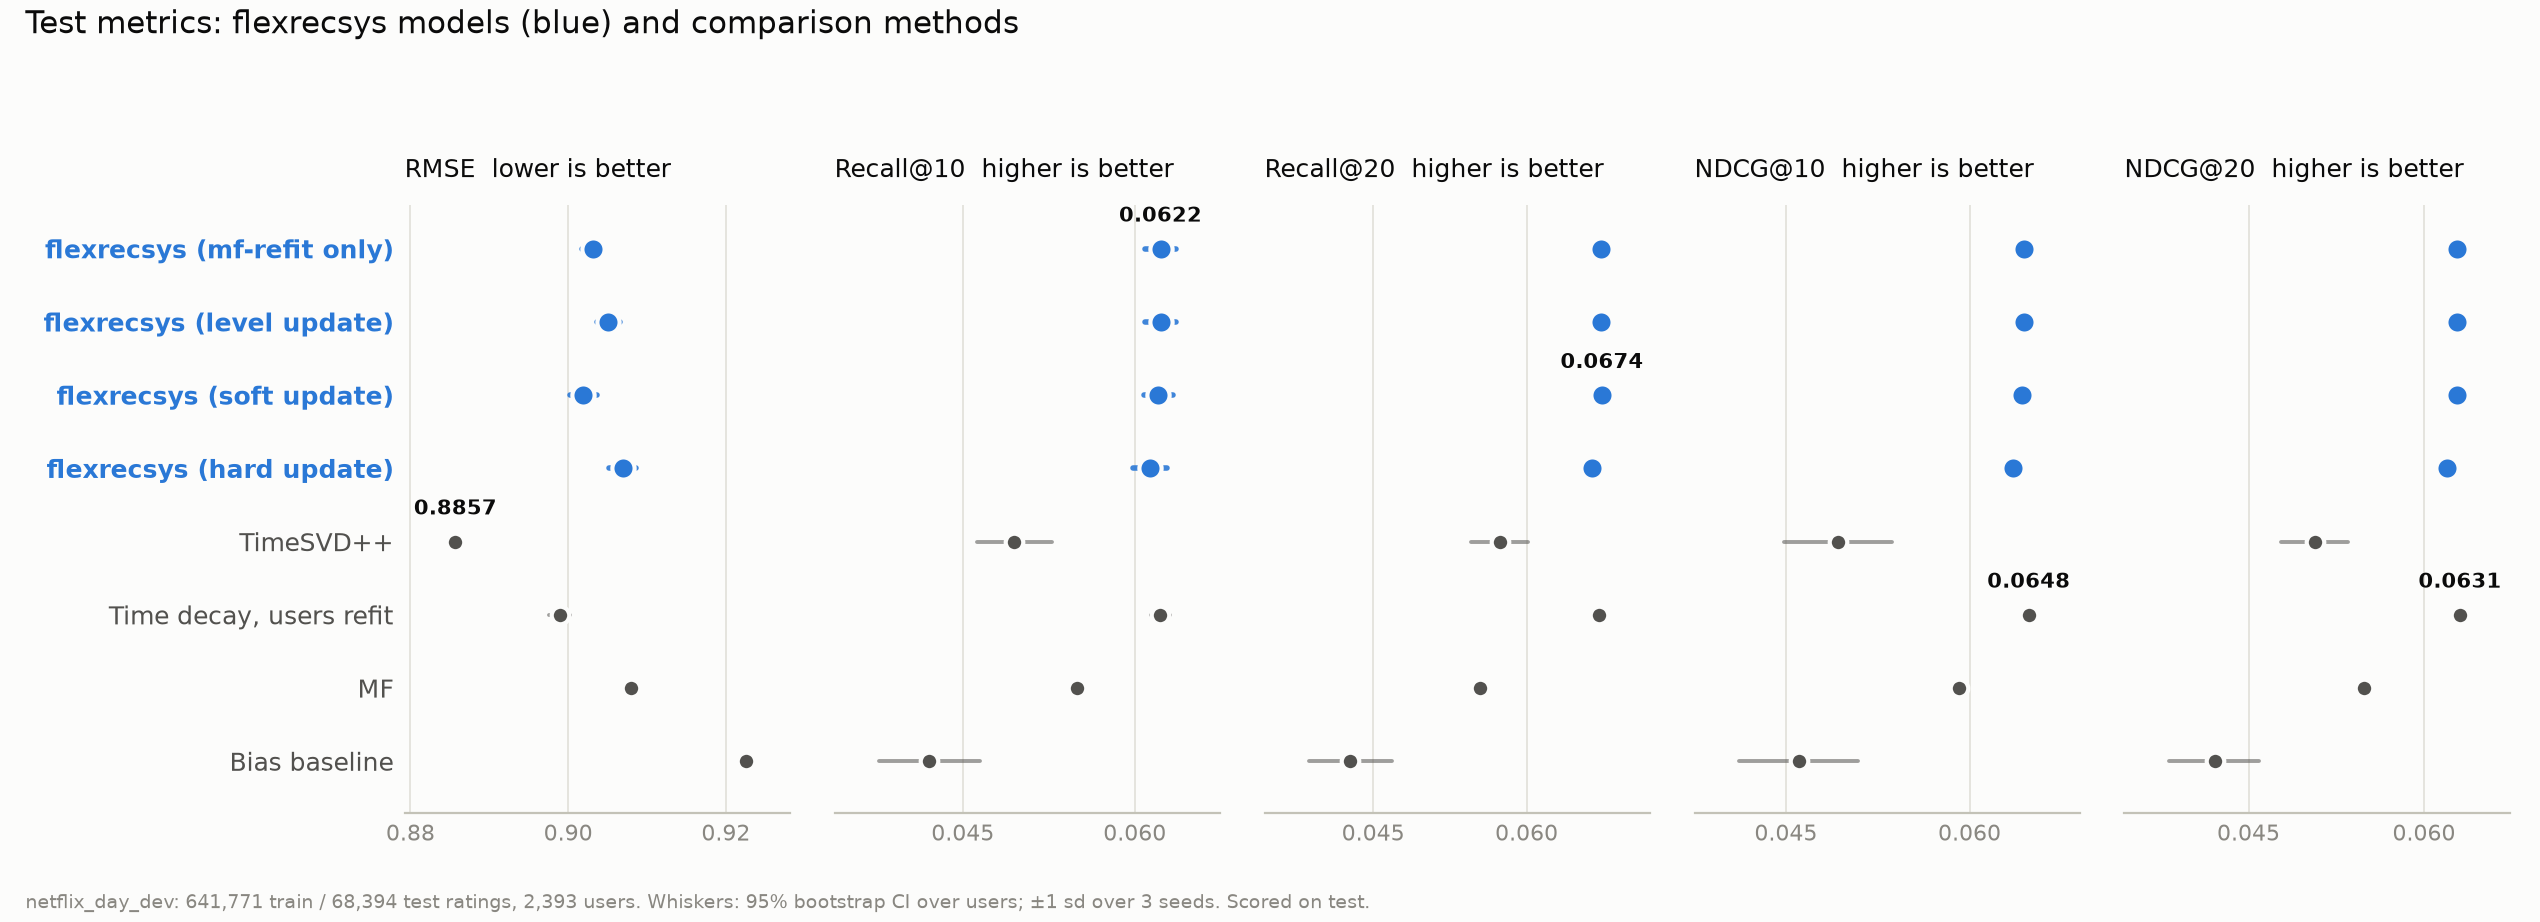 Test metrics: flexrecsys models (blue) and comparison methods
RMSE  lower is better
Recall@10  higher is better
Recall@20  higher is better
NDCG@10  higher is better
NDCG@20  higher is better
0.0622
flexrecsys (mf-refit only)
flexrecsys (level update)
0.0674
flexrecsys (soft update)
flexrecsys (hard update)
0.8857
TimeSVD++
0.0648
0.0631
Time decay, users refit
MF
Bias baseline
0.88
0.90
0.92
0.045
0.060
0.045
0.060
0.045
0.060
0.045
0.060
netflix_day_dev: 641,771 train / 68,394 test ratings, 2,393 users. Whiskers: 95% bootstrap CI over users; ±1 sd over 3 seeds. Scored on test.